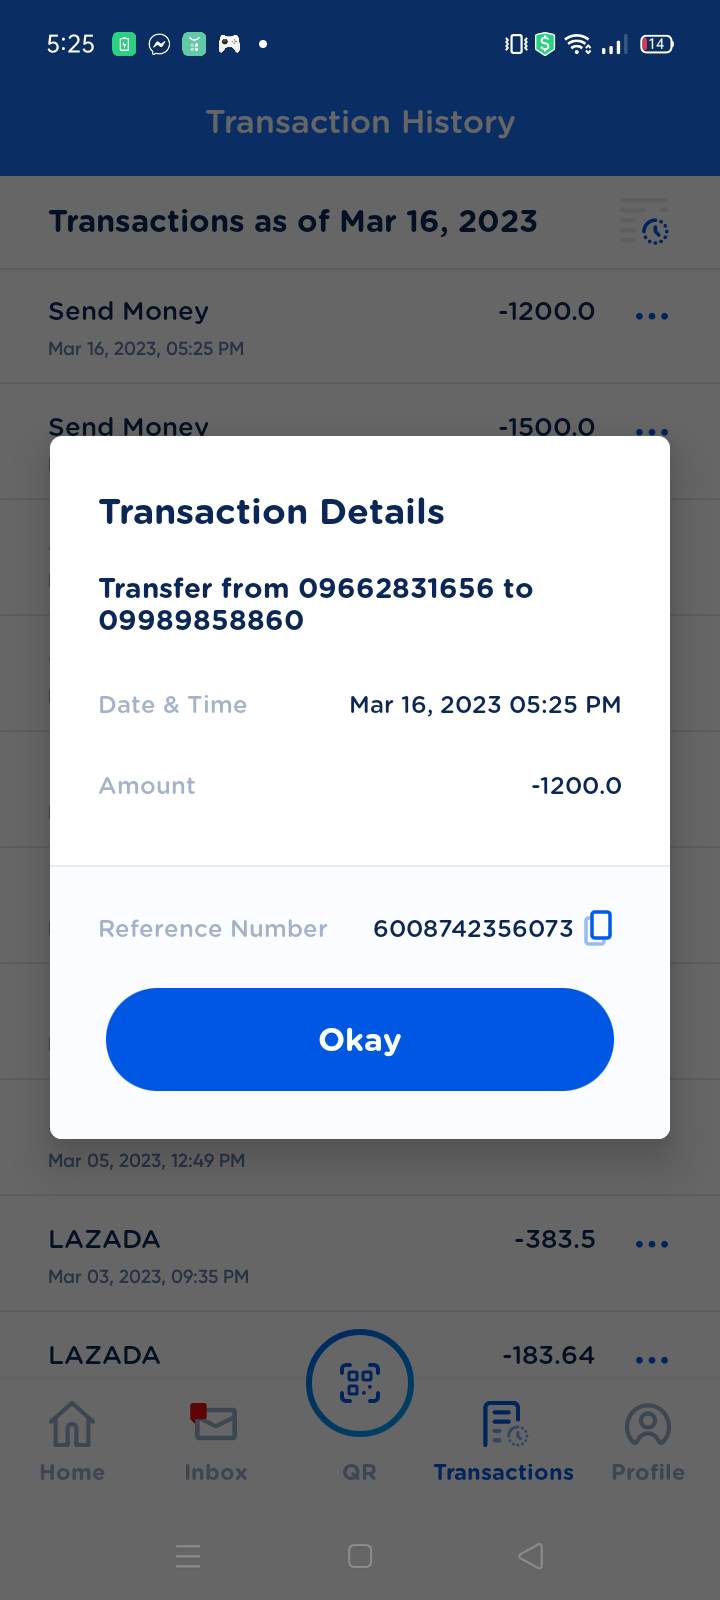 5:25
14
Transaction History
Transactions as of Mar 16, 2023
Send Money -1200.0
Mar 16, 2023, 05:25 PM
Send Money -1500.0
Transaction Details
Transfer from 09662831656 to
09989858860
Date & Time Mar 16, 2023 05:25 PM
Amount -1200.0
Reference Number 6008742356073
Okay
Mar 05, 2023, 12:49 PM
LAZADA -383.5
Mar 03, 2023, 09:35 PM
LAZADA -183.64
Home Inbox QR Transactions Profile